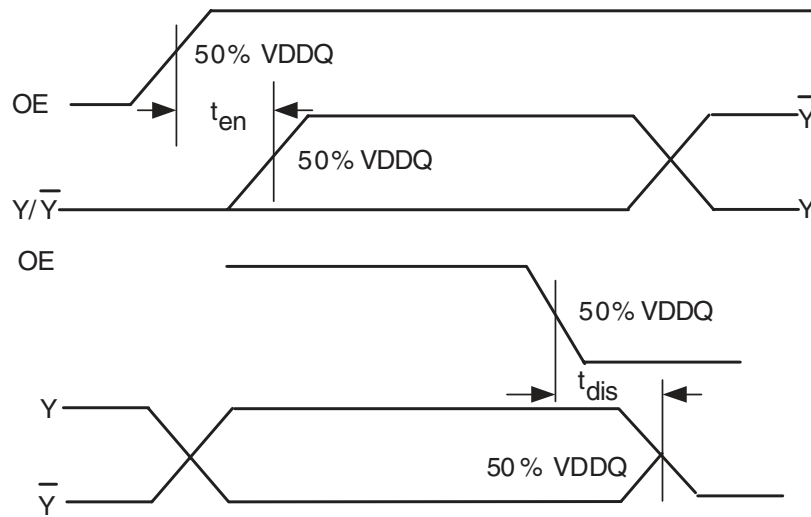 50% VDDQ
OE
t_en
Y̅
50% VDDQ
Y/Y̅
Y
OE
50% VDDQ
t_dis
Y
50% VDDQ
Y̅